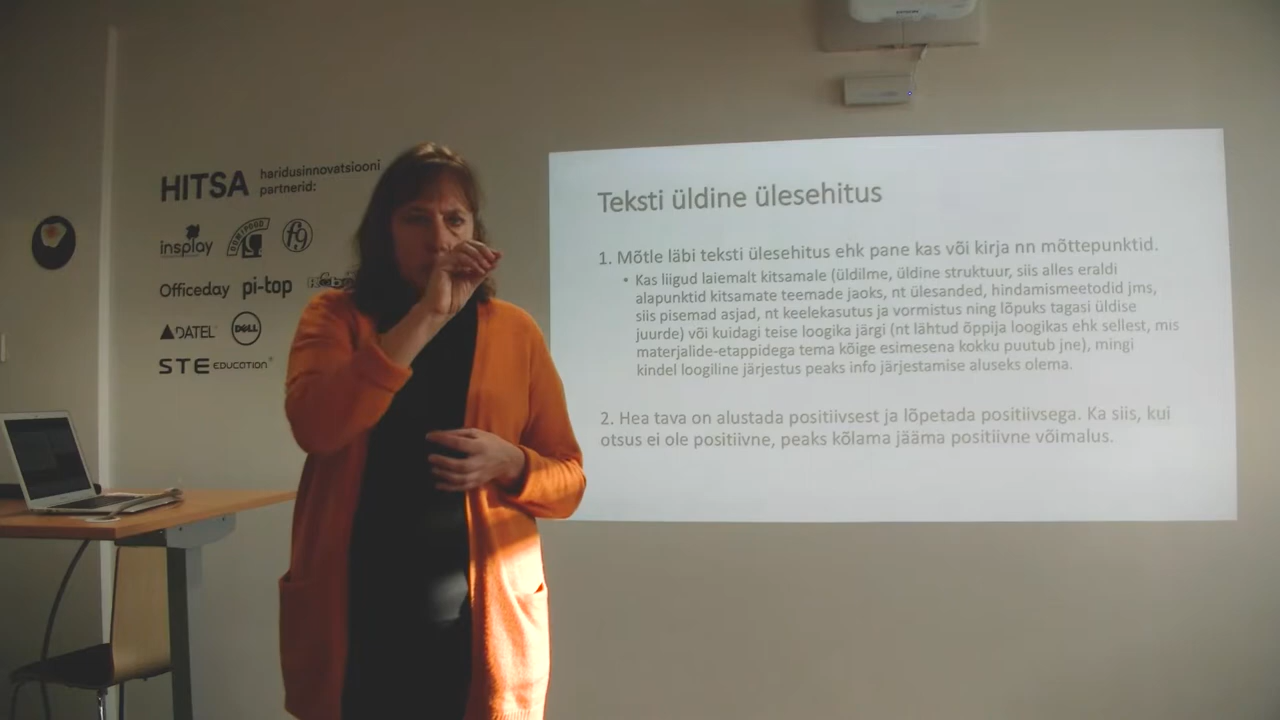 HITSA haridusinnovatsiooni
partnerid:
insplay
f9
Officeday pi-top
DATEL DELL
STE EDUCATION
Teksti üldine ülesehitus
1. Mõtle läbi teksti ülesehitus ehk pane kas või kirja nn mõttepunktid.
• Kas liigud laiemalt kitsamale (üldilme, üldine struktuur, siis alles eraldi
alapunktid kitsamate teemade jaoks, nt ülesanded, hindamismeetodid jms,
siis pisemad asjad, nt keelekasutus ja vormistus ning lõpuks tagasi üldise
juurde) või kuidagi teise loogika järgi (nt lähtud õppija loogikas ehk sellest, mis
materjalide-etappidega tema kõige esimesena kokku puutub jne), mingi
kindel loogiline järjestus peaks info järjestamise aluseks olema.
2. Hea tava on alustada positiivsest ja lõpetada positiivsega. Ka siis, kui
otsus ei ole positiivne, peaks kõlama jääma positiivne võimalus.